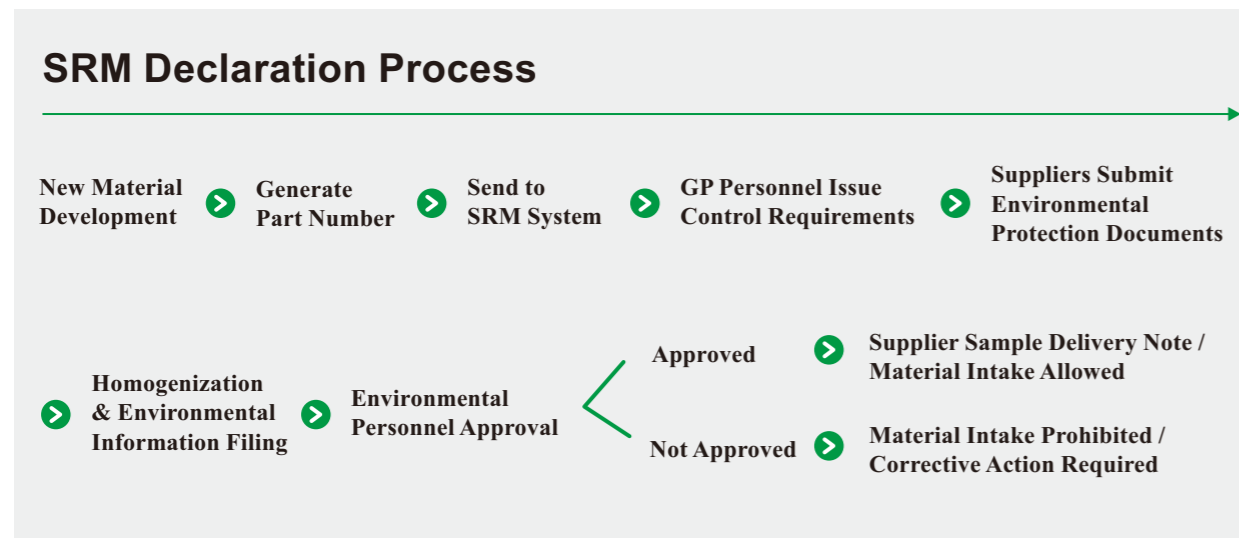 SRM Declaration Process
New Material
Development
Generate
Part Number
Send to
SRM System
GP Personnel Issue
Control Requirements
Suppliers Submit
Environmental
Protection Documents
Homogenization
& Environmental
Information Filing
Environmental
Personnel Approval
Approved
Supplier Sample Delivery Note /
Material Intake Allowed
Not Approved
Material Intake Prohibited /
Corrective Action Required